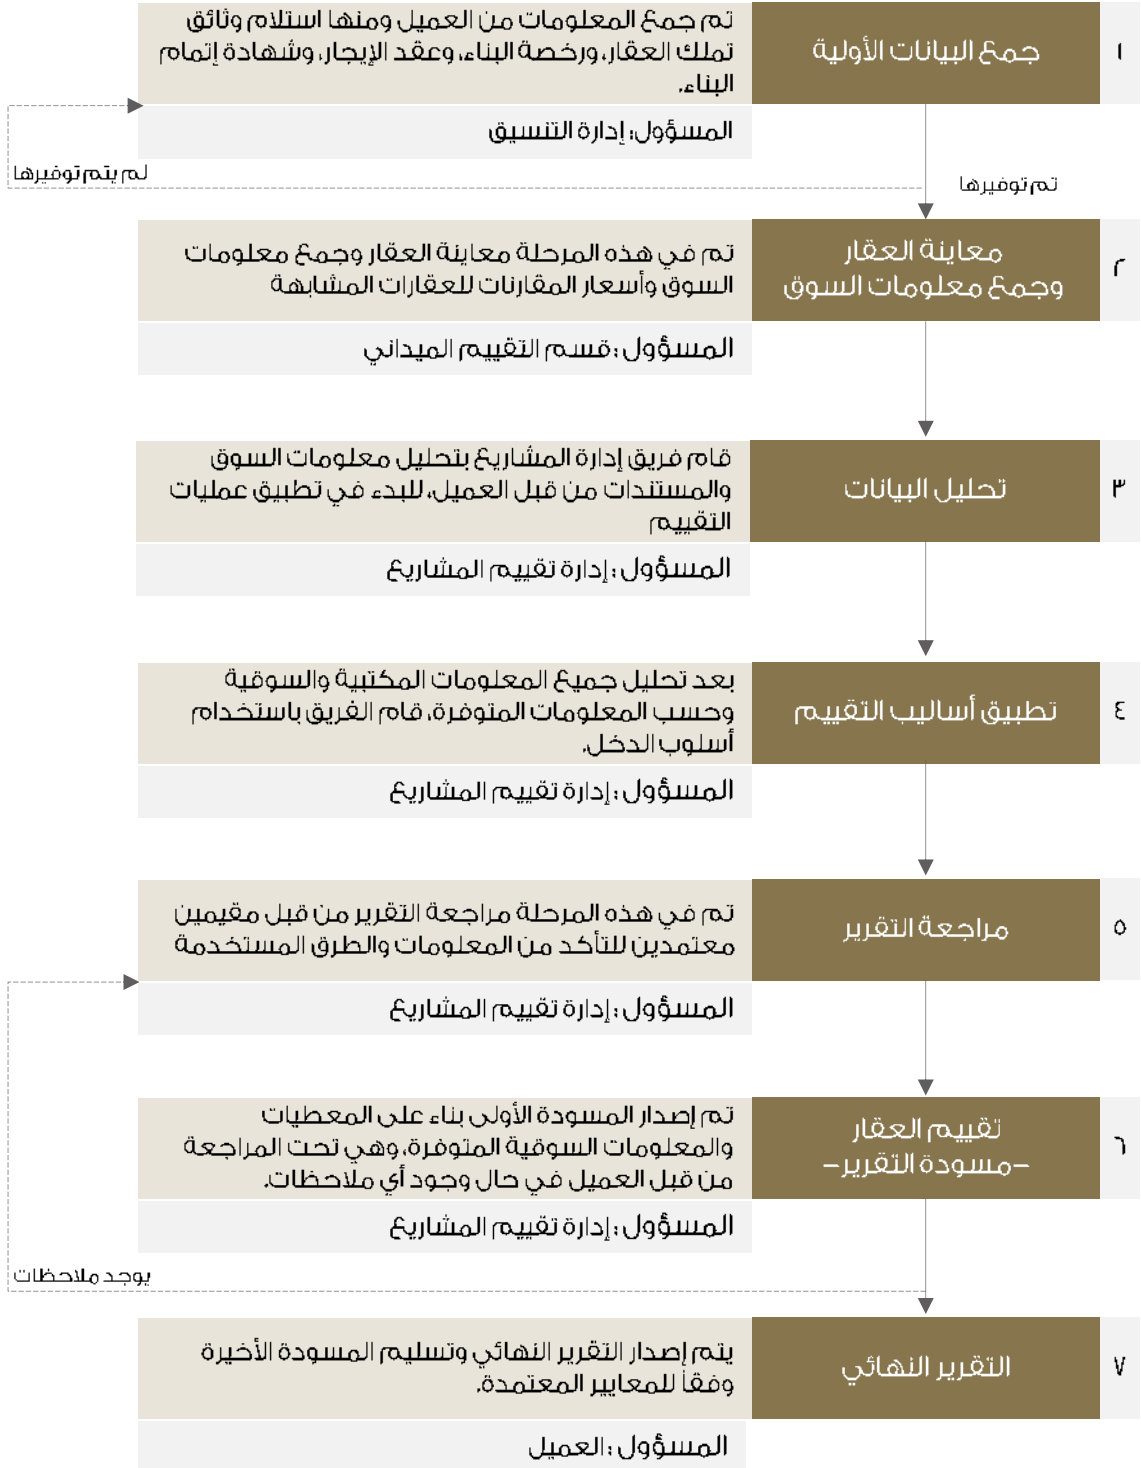 ١
جمع البيانات الأولية
تم جمع المعلومات من العميل ومنها استلام وثائق
تملك العقار، ورخصة البناء، وعقد الإيجار، وشهادة إتمام
البناء.
المسؤول: إدارة التنسيق
لم يتم توفيرها
تم توفيرها
٢
معاينة العقار
وجمع معلومات السوق
تم في هذه المرحلة معاينة العقار وجمع معلومات
السوق وأسعار المقارنات للعقارات المشابهة
المسؤول : قسم التقييم الميداني
٣
تحليل البيانات
قام فريق إدارة المشاريع بتحليل معلومات السوق
والمستندات من قبل العميل، للبدء في تطبيق عمليات
التقييم
المسؤول : إدارة تقييم المشاريع
٤
تطبيق أساليب التقييم
بعد تحليل جميع المعلومات المكتبية والسوقية
وحسب المعلومات المتوفرة، قام الفريق باستخدام
أسلوب الدخل.
المسؤول : إدارة تقييم المشاريع
٥
مراجعة التقرير
تم في هذه المرحلة مراجعة التقرير من قبل مقيمين
معتمدين للتأكد من المعلومات والطرق المستخدمة
المسؤول : إدارة تقييم المشاريع
٦
تقييم العقار
-مسودة التقرير-
تم إصدار المسودة الأولى بناء على المعطيات
والمعلومات السوقية المتوفرة، وهي تحت المراجعة
من قبل العميل في حال وجود أي ملاحظات.
المسؤول : إدارة تقييم المشاريع
يوجد ملاحظات
٧
التقرير النهائي
يتم إصدار التقرير النهائي وتسليم المسودة الأخيرة
وفقاً للمعايير المعتمدة.
المسؤول : العميل